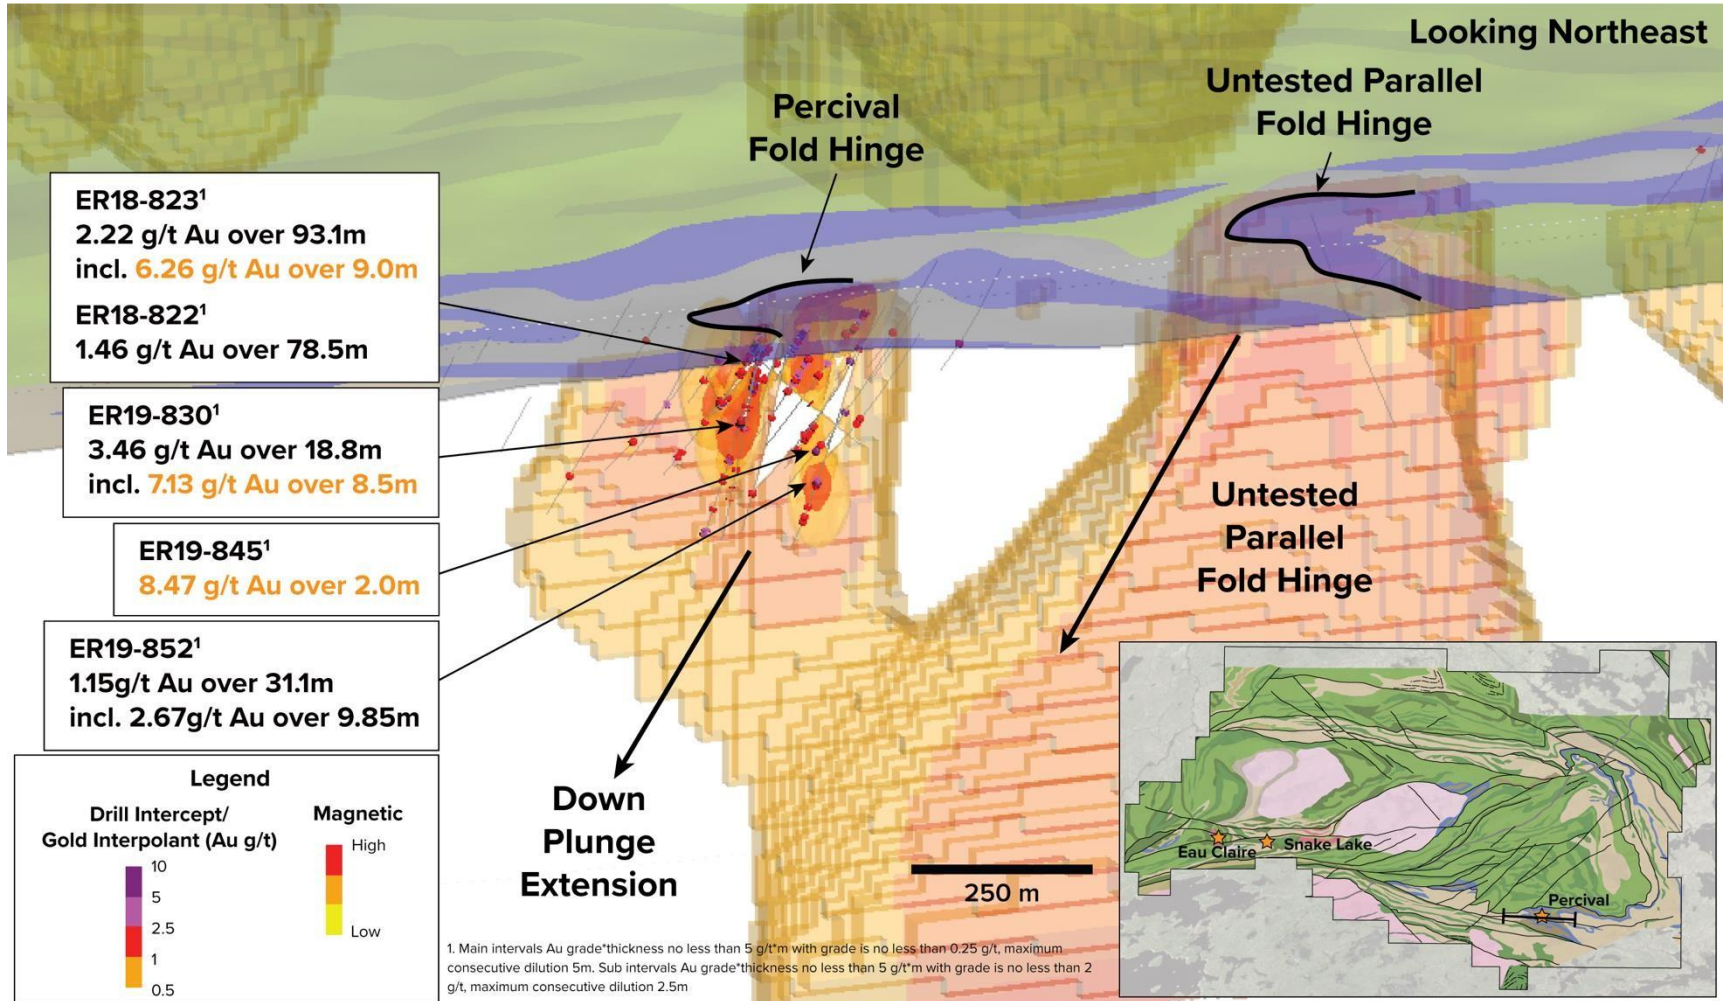 Looking Northeast
Percival
Fold Hinge
Untested Parallel
Fold Hinge
ER18-823¹
2.22 g/t Au over 93.1m
incl. 6.26 g/t Au over 9.0m
ER18-822¹
1.46 g/t Au over 78.5m
ER19-830¹
3.46 g/t Au over 18.8m
incl. 7.13 g/t Au over 8.5m
ER19-845¹
8.47 g/t Au over 2.0m
ER19-852¹
1.15g/t Au over 31.1m
incl. 2.67g/t Au over 9.85m
Untested
Parallel
Fold Hinge
Down
Plunge
Extension
250 m
Legend
Drill Intercept/
Gold Interpolant (Au g/t)
10
5
2.5
1
0.5
Magnetic
High
Low
Eau Claire
Snake Lake
Percival
1. Main intervals Au grade*thickness no less than 5 g/t*m with grade is no less than 0.25 g/t, maximum
consecutive dilution 5m. Sub intervals Au grade*thickness no less than 5 g/t*m with grade is no less than 2
g/t, maximum consecutive dilution 2.5m